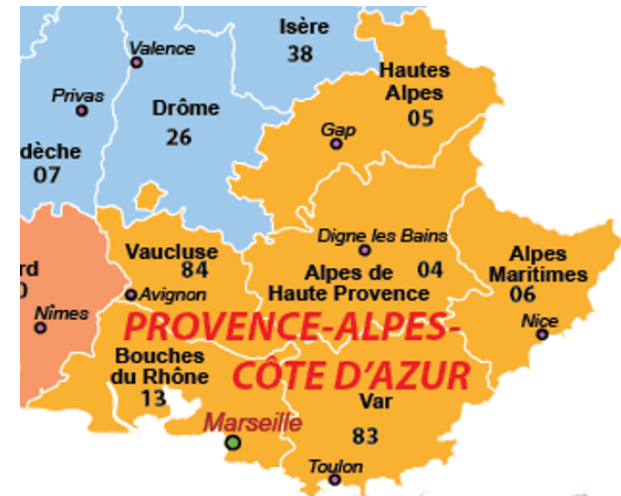 Isère
38
Valence
Hautes
Alpes
05
Privas
Drôme
26
Gap
dèche
07
Digne les Bains
Vaucluse
84
Alpes de
Haute Provence
04
Alpes
Maritimes
06
rd
Avignon
Nîmes
Nice
PROVENCE-ALPES-
CÔTE D'AZUR
Bouches
du Rhône
13
Var
83
Marseille
Toulon